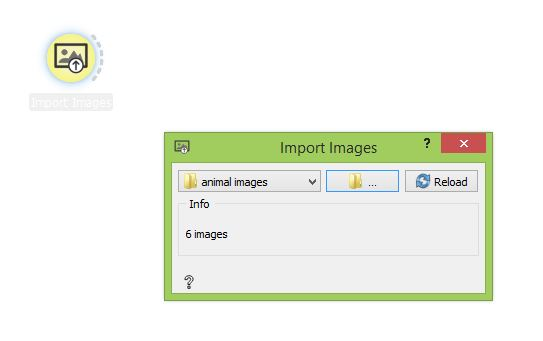 Import Images
Import Images
?
animal images
...
Reload
Info
6 images
?